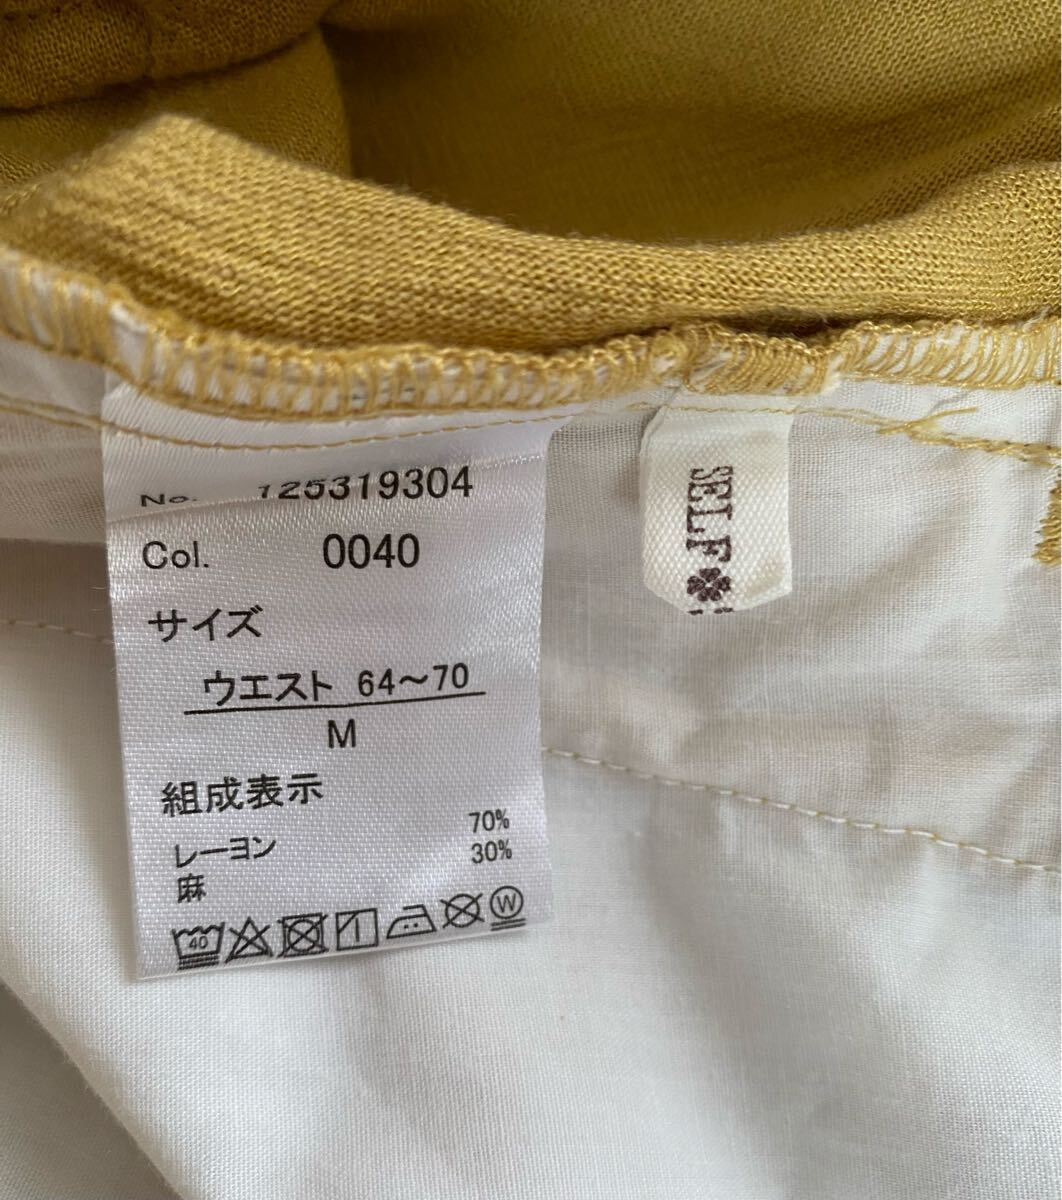 No. 125319304
Col. 0040
サイズ
ウエスト 64～70
M
組成表示
レーヨン 70%
麻 30%
40
W
SELF